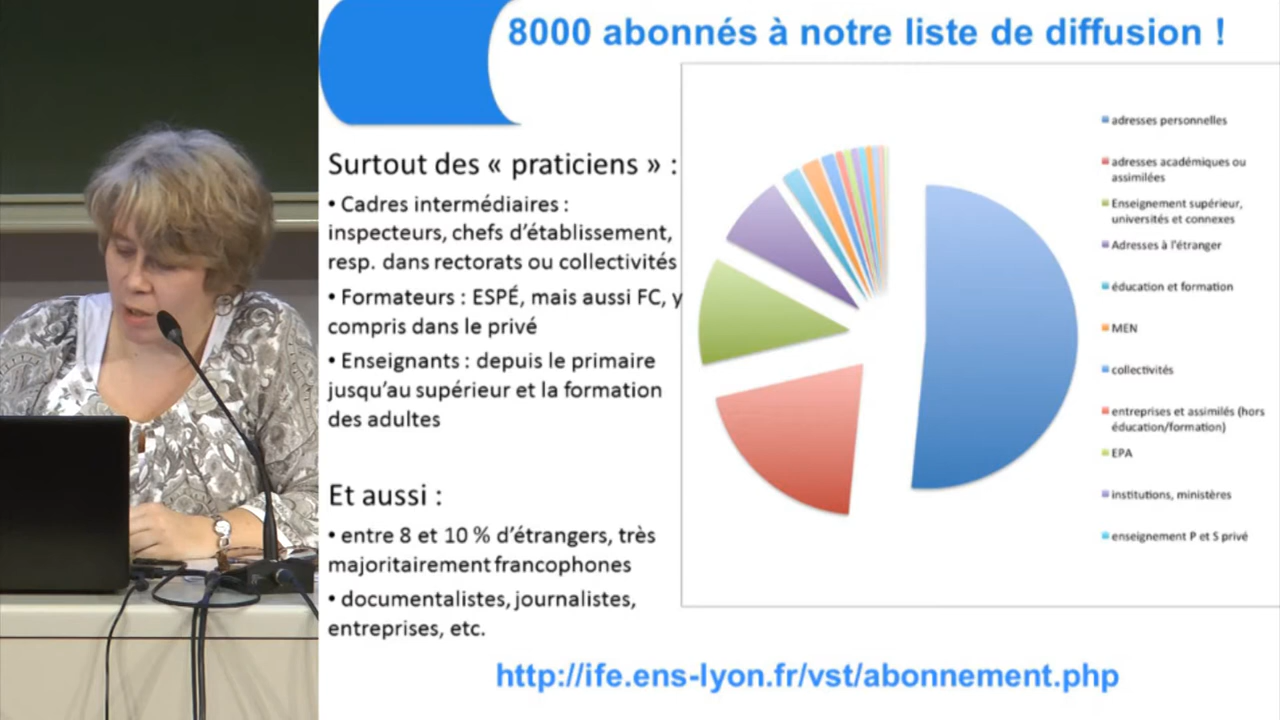 8000 abonnés à notre liste de diffusion !
Surtout des « praticiens » :
• Cadres intermédiaires :
inspecteurs, chefs d'établissement,
resp. dans rectorats ou collectivités
• Formateurs : ESPÉ, mais aussi FC, y
compris dans le privé
• Enseignants : depuis le primaire
jusqu'au supérieur et la formation
des adultes
Et aussi :
• entre 8 et 10 % d'étrangers, très
majoritairement francophones
• documentalistes, journalistes,
entreprises, etc.
adresses personnelles
adresses académiques ou
assimilées
Enseignement supérieur,
universités et connexes
Adresses à l'étranger
éducation et formation
MEN
collectivités
entreprises et assimilés (hors
éducation/formation)
EPA
institutions, ministères
enseignement P et S privé
http://ife.ens-lyon.fr/vst/abonnement.php